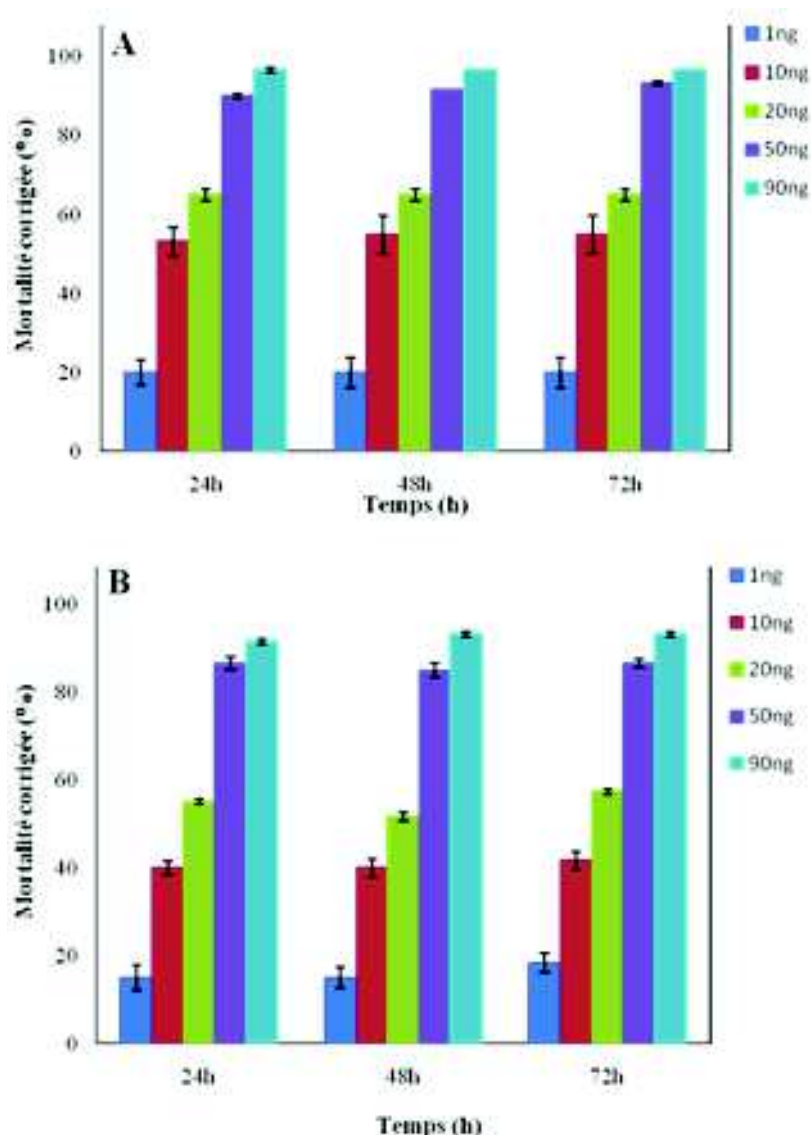 A
100
80
60
40
20
0
Mortalité corrigée (%)
24h
48h
72h
Temps (h)
1ng
10ng
20ng
50ng
90ng
B
100
80
60
40
20
0
Mortalité corrigée (%)
24h
48h
72h
Temps (h)
1ng
10ng
20ng
50ng
90ng